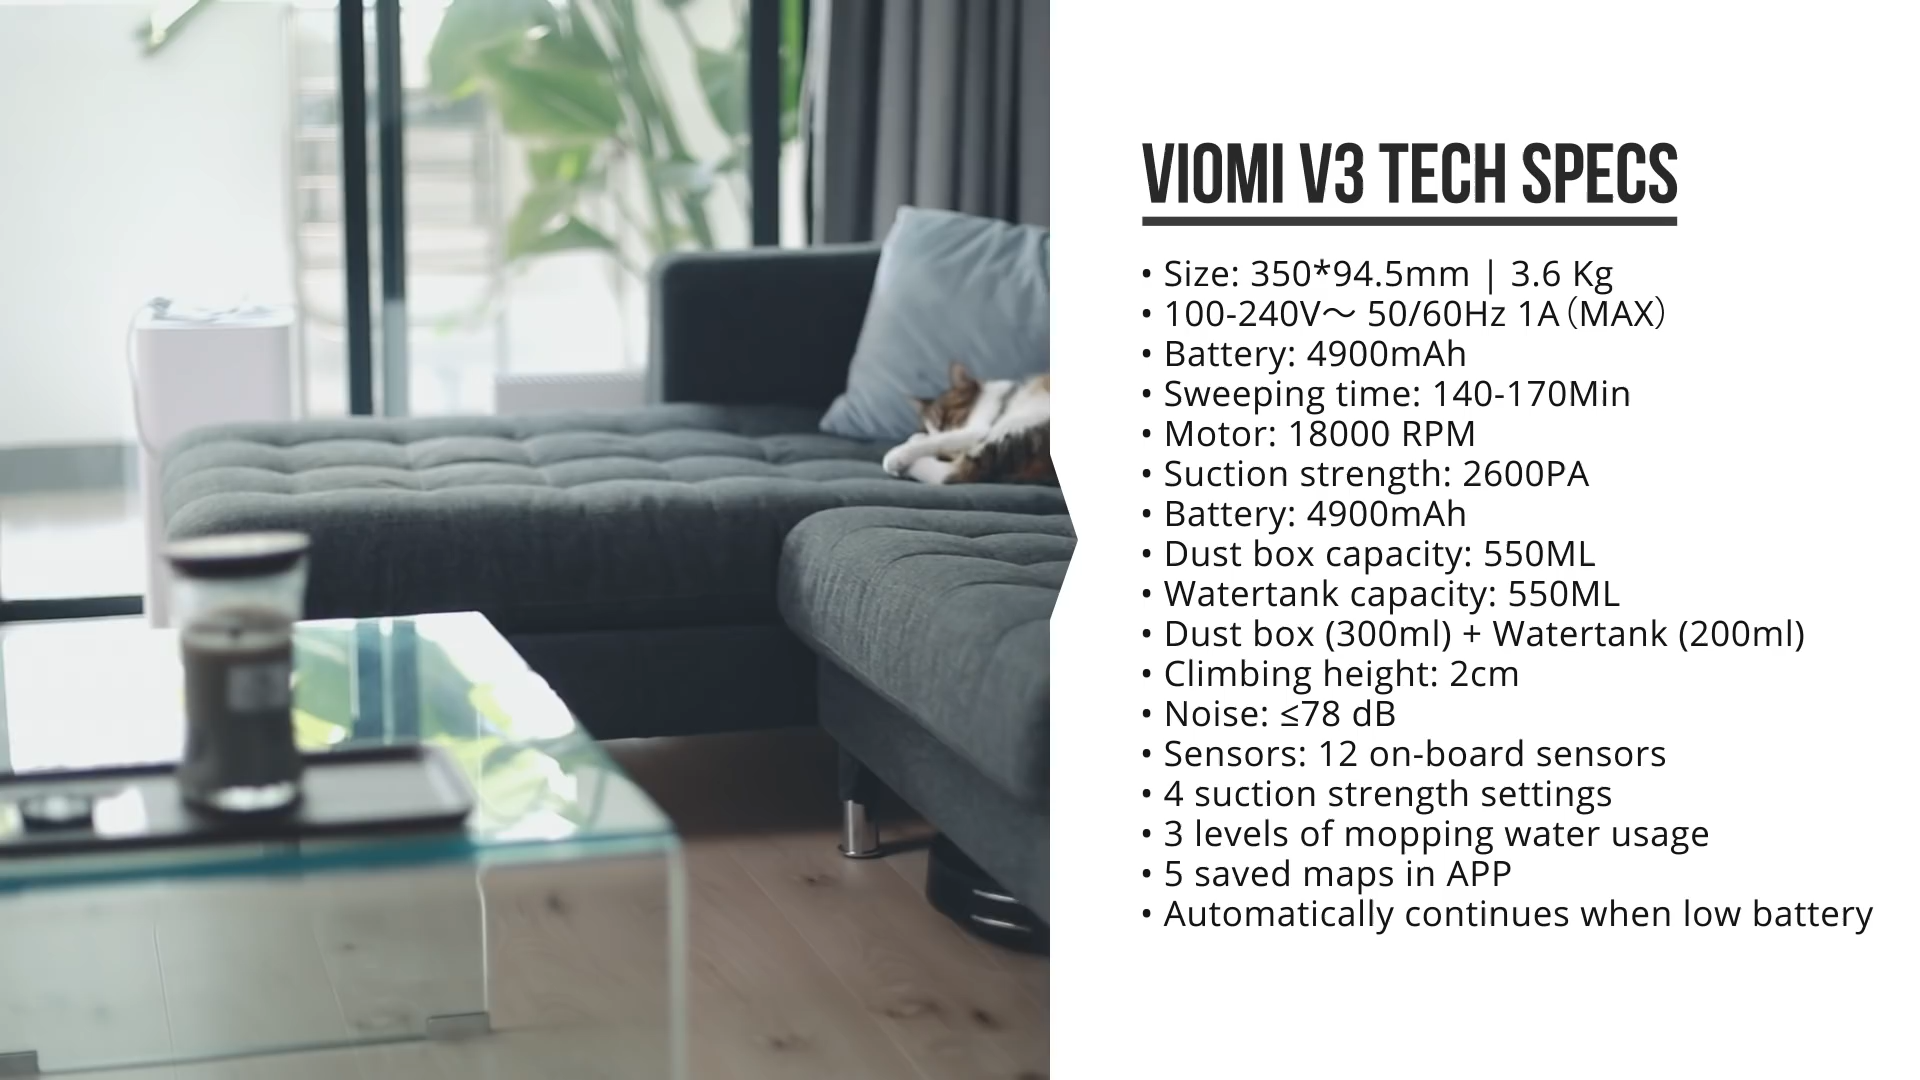 VIOMI V3 TECH SPECS
• Size: 350*94.5mm | 3.6 Kg
• 100-240V～ 50/60Hz 1A（MAX）
• Battery: 4900mAh
• Sweeping time: 140-170Min
• Motor: 18000 RPM
• Suction strength: 2600PA
• Battery: 4900mAh
• Dust box capacity: 550ML
• Watertank capacity: 550ML
• Dust box (300ml) + Watertank (200ml)
• Climbing height: 2cm
• Noise: ≤78 dB
• Sensors: 12 on-board sensors
• 4 suction strength settings
• 3 levels of mopping water usage
• 5 saved maps in APP
• Automatically continues when low battery